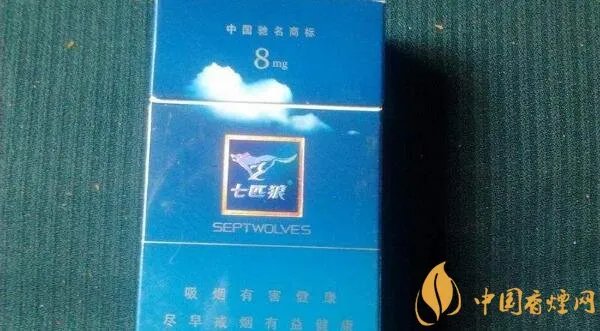 中国驰名商标
8mg
七匹狼®
SEPTWOLVES
吸烟有害健康
尽早戒烟有益健康
中国香烟网